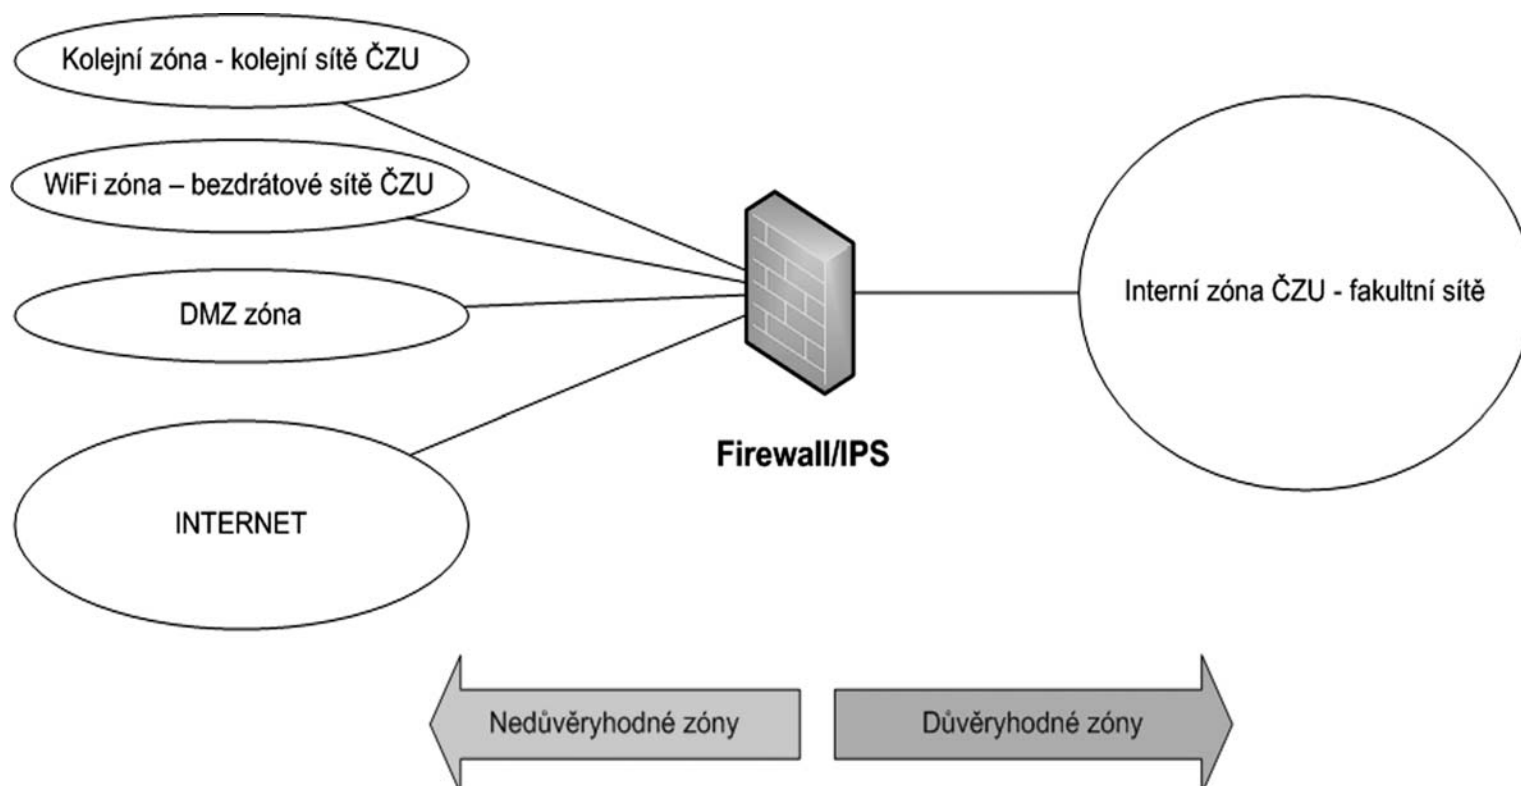 Kolejní zóna - kolejní sítě ČZU
WiFi zóna – bezdrátové sítě ČZU
DMZ zóna
INTERNET
Firewall/IPS
Interní zóna ČZU - fakultní sítě
Nedůvěryhodné zóny
Důvěryhodné zóny